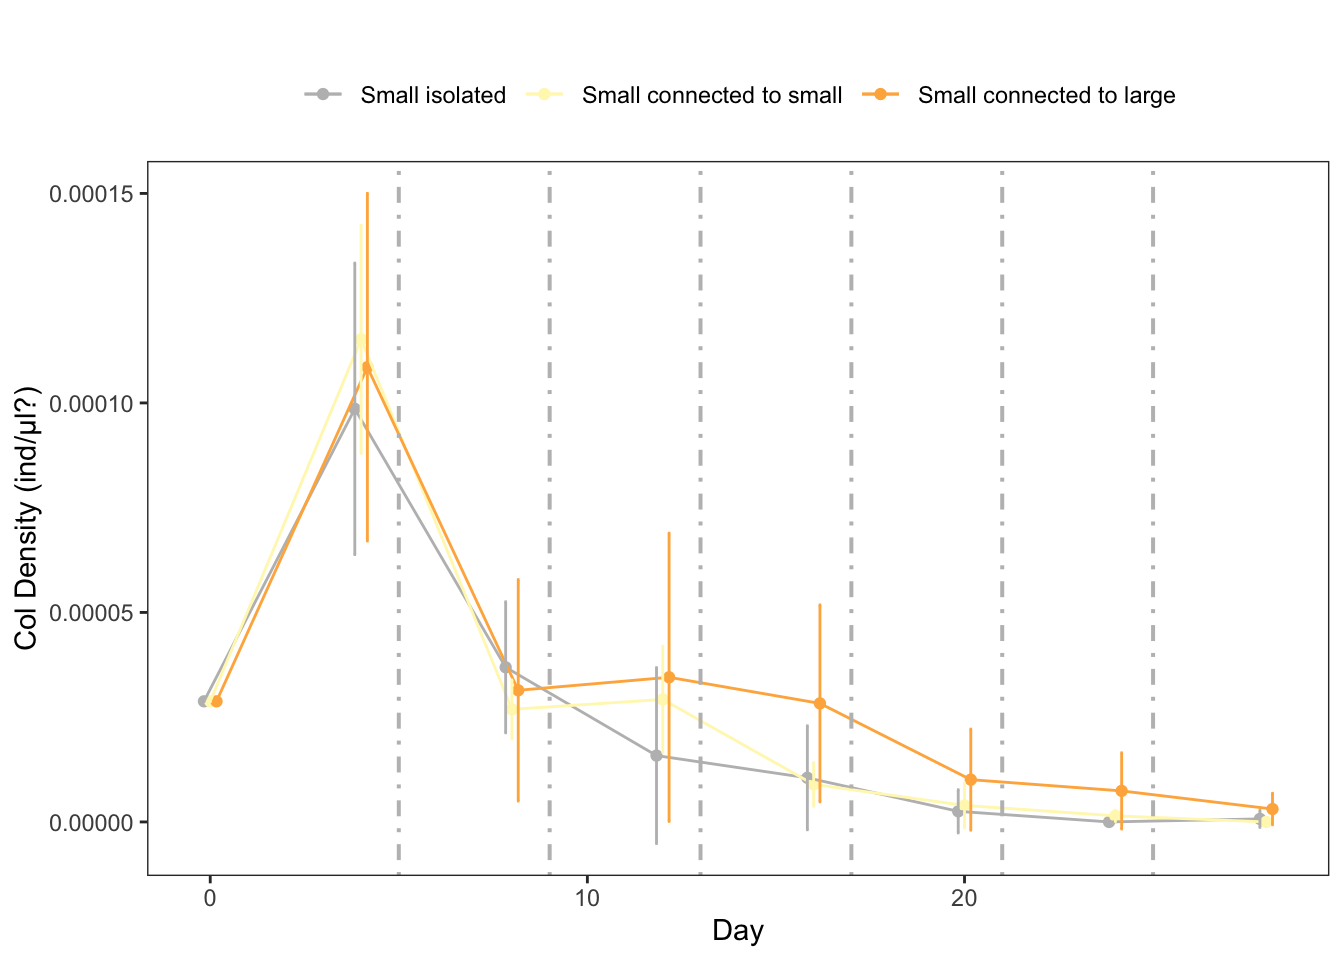 Small isolated Small connected to small Small connected to large
0.00015
0.00010
0.00005
0.00000
Col Density (ind/μl?)
0 10 20
Day